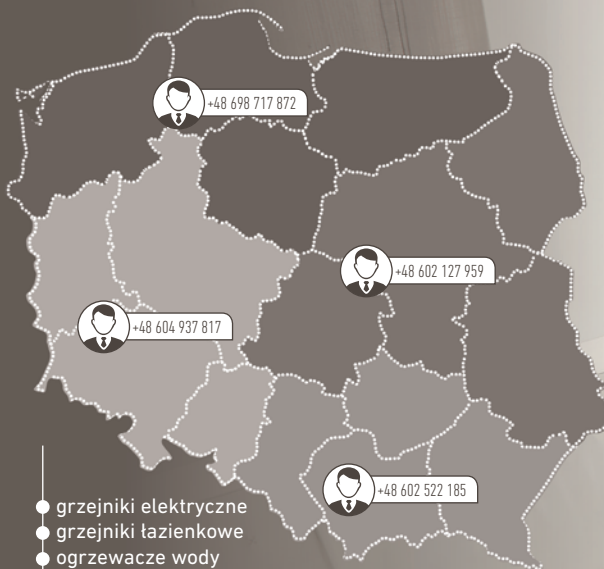 +48 698 717 872
+48 602 127 959
+48 604 937 817
+48 602 522 185
grzejniki elektryczne
grzejniki łazienkowe
ogrzewacze wody